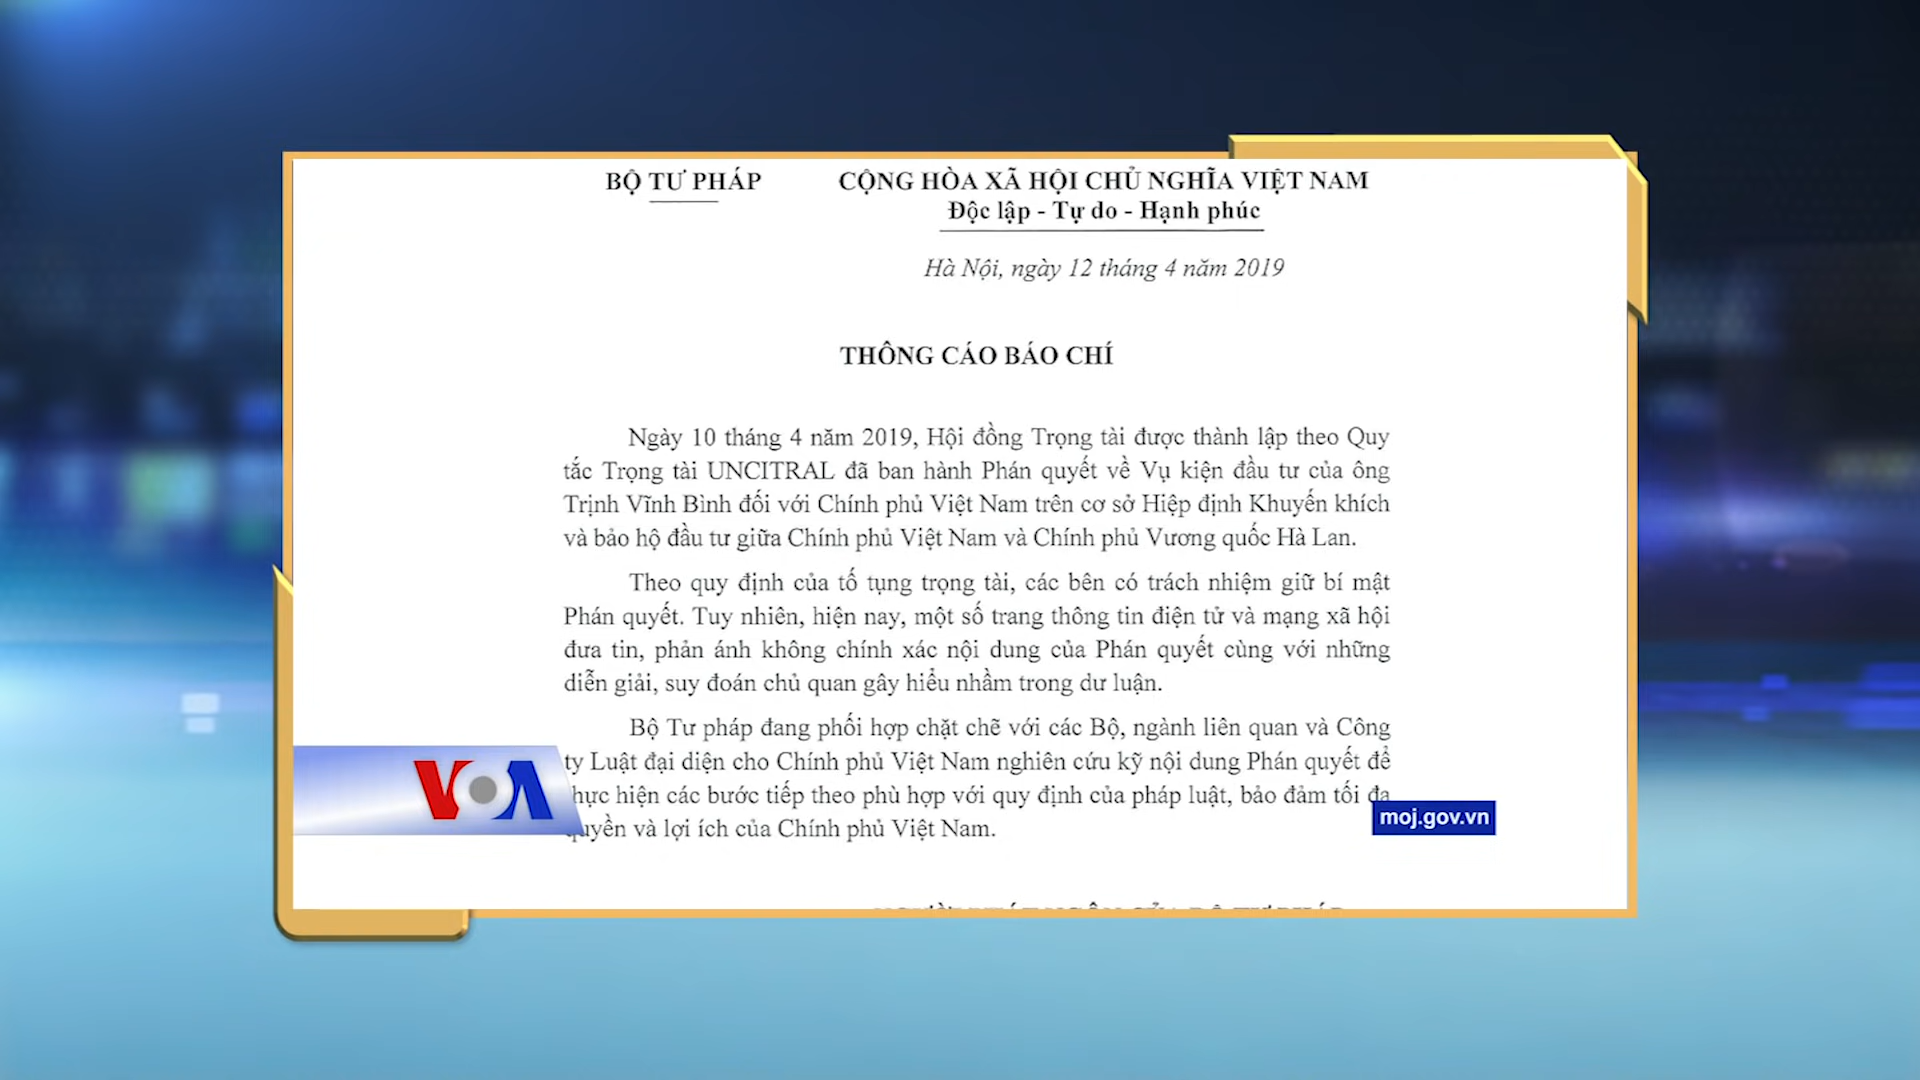 BỘ TƯ PHÁP
CỘNG HÒA XÃ HỘI CHỦ NGHĨA VIỆT NAM
Độc lập - Tự do - Hạnh phúc
Hà Nội, ngày 12 tháng 4 năm 2019
THÔNG CÁO BÁO CHÍ
Ngày 10 tháng 4 năm 2019, Hội đồng Trọng tài được thành lập theo Quy
tắc Trọng tài UNCITRAL đã ban hành Phán quyết về Vụ kiện đầu tư của ông
Trịnh Vĩnh Bình đối với Chính phủ Việt Nam trên cơ sở Hiệp định Khuyến khích
và bảo hộ đầu tư giữa Chính phủ Việt Nam và Chính phủ Vương quốc Hà Lan.
Theo quy định của tố tụng trọng tài, các bên có trách nhiệm giữ bí mật
Phán quyết. Tuy nhiên, hiện nay, một số trang thông tin điện tử và mạng xã hội
đưa tin, phản ánh không chính xác nội dung của Phán quyết cùng với những
diễn giải, suy đoán chủ quan gây hiểu nhầm trong dư luận.
Bộ Tư pháp đang phối hợp chặt chẽ với các Bộ, ngành liên quan và Công
ty Luật đại diện cho Chính phủ Việt Nam nghiên cứu kỹ nội dung Phán quyết để
thực hiện các bước tiếp theo phù hợp với quy định của pháp luật, bảo đảm tối đa
quyền và lợi ích của Chính phủ Việt Nam.
VOA
moj.gov.vn